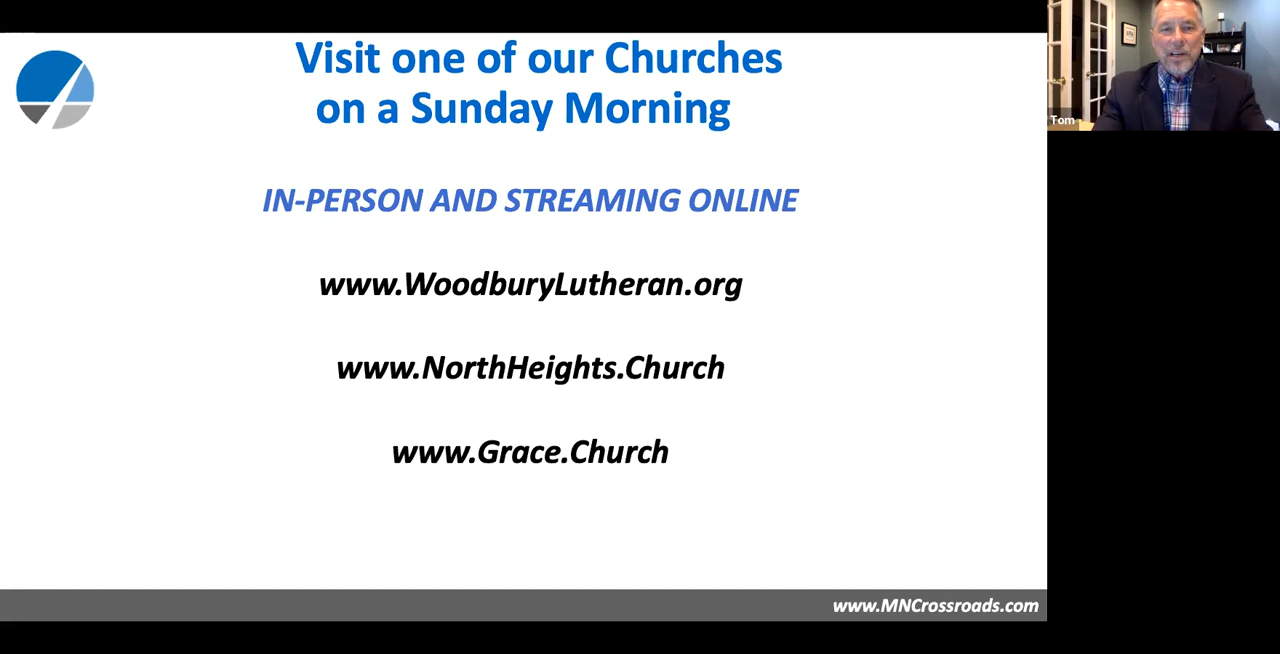 Visit one of our Churches
on a Sunday Morning
IN-PERSON AND STREAMING ONLINE
www.WoodburyLutheran.org
www.NorthHeights.Church
www.Grace.Church
www.MNCrossroads.com
Tom